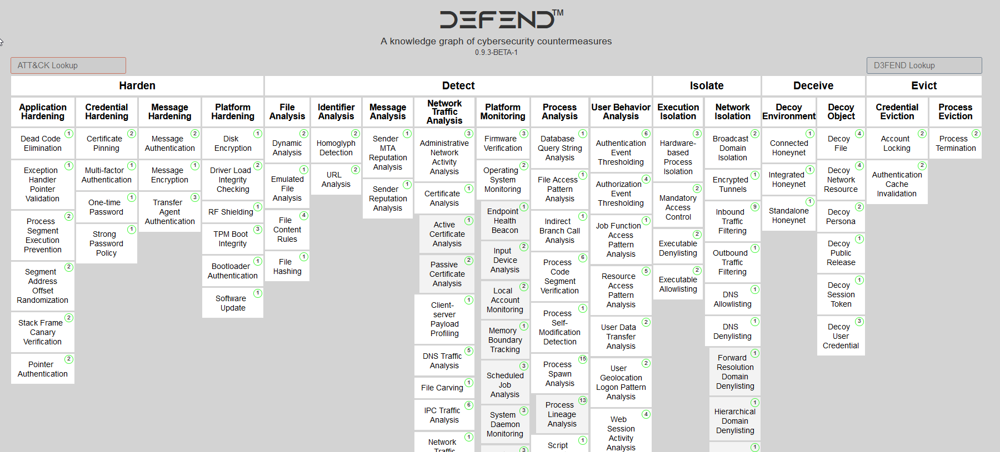 DEFEND™
A knowledge graph of cybersecurity countermeasures
0.9.3-BETA-1
ATT&CK Lookup
D3FEND Lookup
Harden
Detect
Isolate
Deceive
Evict
Application
Hardening
Credential
Hardening
Message
Hardening
Platform
Hardening
File
Analysis
Identifier
Analysis
Message
Analysis
Network
Traffic
Analysis
Platform
Monitoring
Process
Analysis
User Behavior
Analysis
Execution
Isolation
Network
Isolation
Decoy
Environment
Decoy
Object
Credential
Eviction
Process
Eviction
1
Dead Code
Elimination
1
Exception
Handler
Pointer
Validation
2
Process
Segment
Execution
Prevention
2
Segment
Address
Offset
Randomization
2
Stack Frame
Canary
Verification
2
Pointer
Authentication
2
Certificate
Pinning
1
Multi-factor
Authentication
1
One-time
Password
1
Strong
Password
Policy
2
Message
Authentication
1
Message
Encryption
3
Transfer
Agent
Authentication
1
Disk
Encryption
2
Driver Load
Integrity
Checking
1
RF Shielding
3
TPM Boot
Integrity
1
Bootloader
Authentication
1
Software
Update
2
Dynamic
Analysis
1
Emulated
File
Analysis
4
File
Content
Rules
1
File
Hashing
2
Homoglyph
Detection
2
URL
Analysis
1
Sender
MTA
Reputation
Analysis
1
Sender
Reputation
Analysis
3
Administrative
Network
Activity
Analysis
1
Certificate
Analysis
1
Active
Certificate
Analysis
2
Passive
Certificate
Analysis
1
Client-
server
Payload
Profiling
5
DNS Traffic
Analysis
1
File Carving
6
IPC Traffic
Analysis
1
Network
Traffic
3
Firmware
Verification
2
Operating
System
Monitoring
1
Endpoint
Health
Beacon
2
Input
Device
Analysis
2
Local
Account
Monitoring
1
Memory
Boundary
Tracking
3
Scheduled
Job
Analysis
3
System
Daemon
Monitoring
3
1
Database
Query String
Analysis
1
File Access
Pattern
Analysis
1
Indirect
Branch Call
Analysis
6
Process
Code
Segment
Verification
1
Process
Self-
Modification
Detection
15
Process
Spawn
Analysis
13
Process
Lineage
Analysis
1
Script
6
Authentication
Event
Thresholding
4
Authorization
Event
Thresholding
1
Job Function
Access
Pattern
Analysis
5
Resource
Access
Pattern
Analysis
2
User Data
Transfer
Analysis
2
User
Geolocation
Logon Pattern
Analysis
4
Web
Session
Activity
Analysis
3
Hardware-
based
Process
Isolation
2
Mandatory
Access
Control
2
Executable
Denylisting
2
Executable
Allowlisting
2
Broadcast
Domain
Isolation
1
Encrypted
Tunnels
9
Inbound
Traffic
Filtering
1
Outbound
Traffic
Filtering
1
DNS
Allowlisting
1
DNS
Denylisting
1
Forward
Resolution
Domain
Denylisting
1
Hierarchical
Domain
Denylisting
1
1
Connected
Honeynet
1
Integrated
Honeynet
1
Standalone
Honeynet
4
Decoy
File
4
Decoy
Network
Resource
2
Decoy
Persona
1
Decoy
Public
Release
1
Decoy
Session
Token
3
Decoy
User
Credential
2
Account
Locking
2
Authentication
Cache
Invalidation
2
Process
Termination